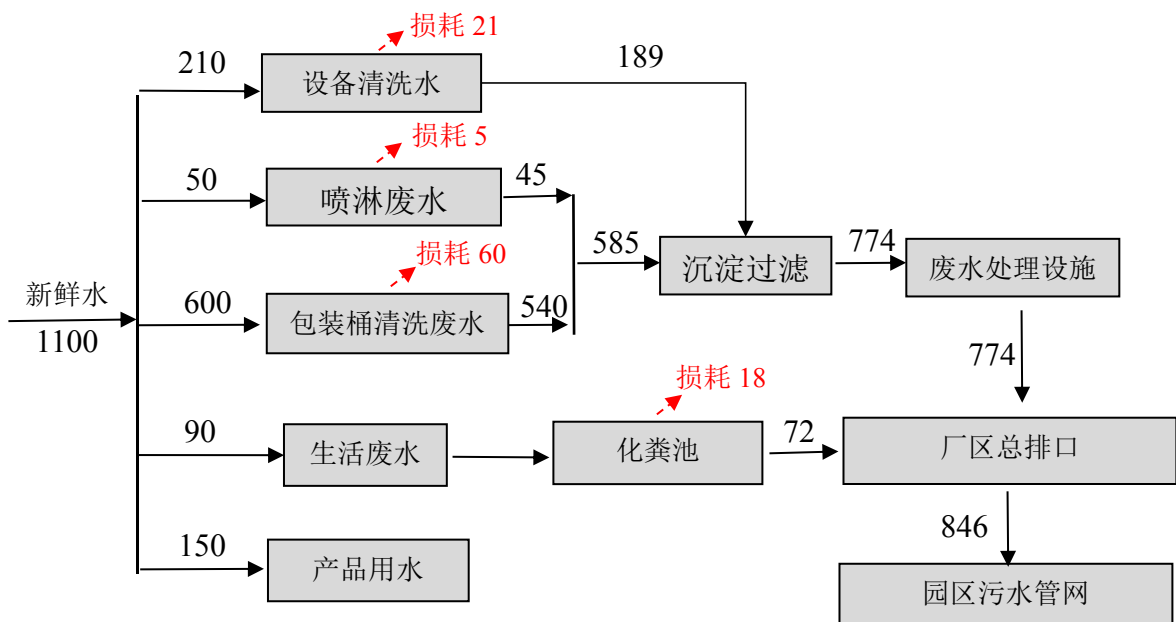 损耗 21
210
设备清洗水
189
损耗 5
50
喷淋废水
45
损耗 60
585
沉淀过滤
774
废水处理设施
新鲜水
1100
600
包装桶清洗废水
540
774
损耗 18
90
生活废水
化粪池
72
厂区总排口
846
150
产品用水
园区污水管网